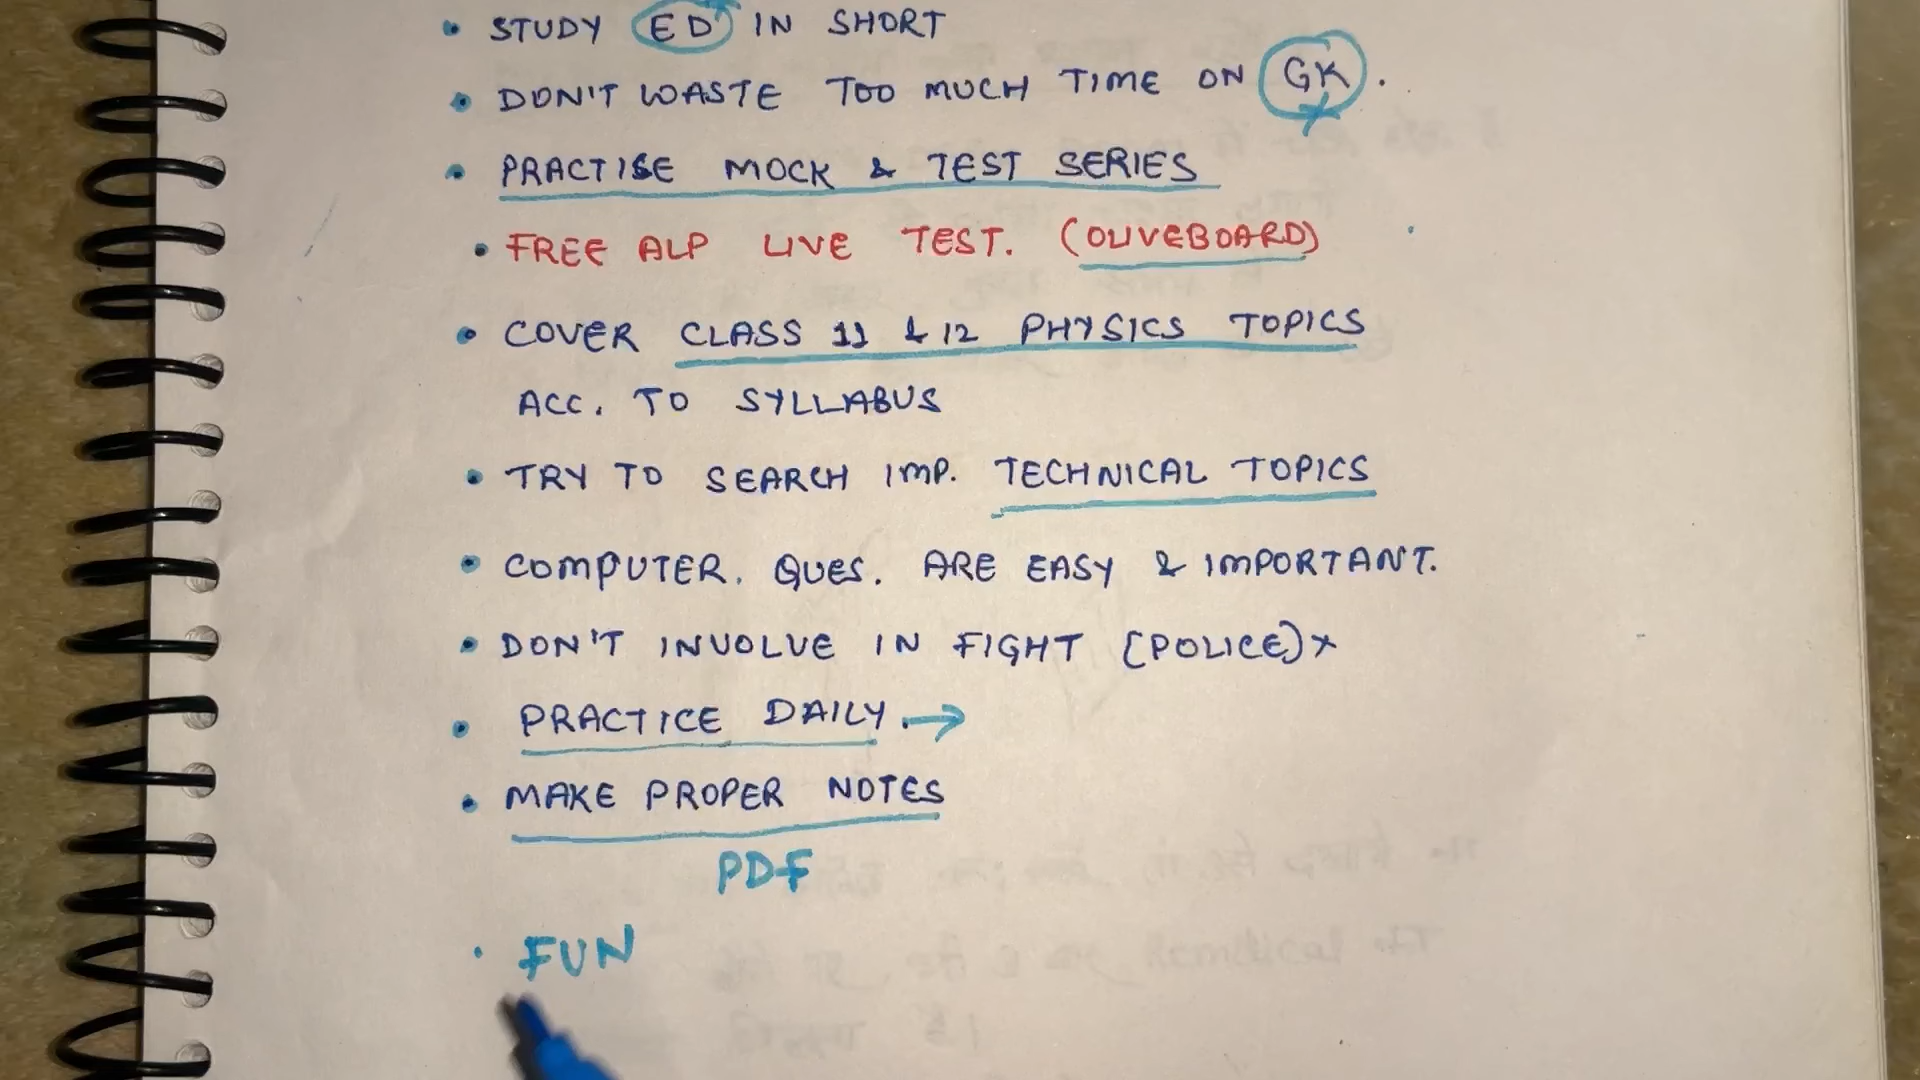 • STUDY ED IN SHORT
• DON'T WASTE TOO MUCH TIME ON GK.
• PRACTISE MOCK & TEST SERIES
• FREE ALP LIVE TEST. (OLIVEBOARD)
• COVER CLASS 11 & 12 PHYSICS TOPICS
ACC. TO SYLLABUS
• TRY TO SEARCH IMP. TECHNICAL TOPICS
• COMPUTER. QUES. ARE EASY & IMPORTANT.
• DON'T INVOLVE IN FIGHT [POLICE)×
• PRACTICE DAILY. →
• MAKE PROPER NOTES
PDF
• FUN